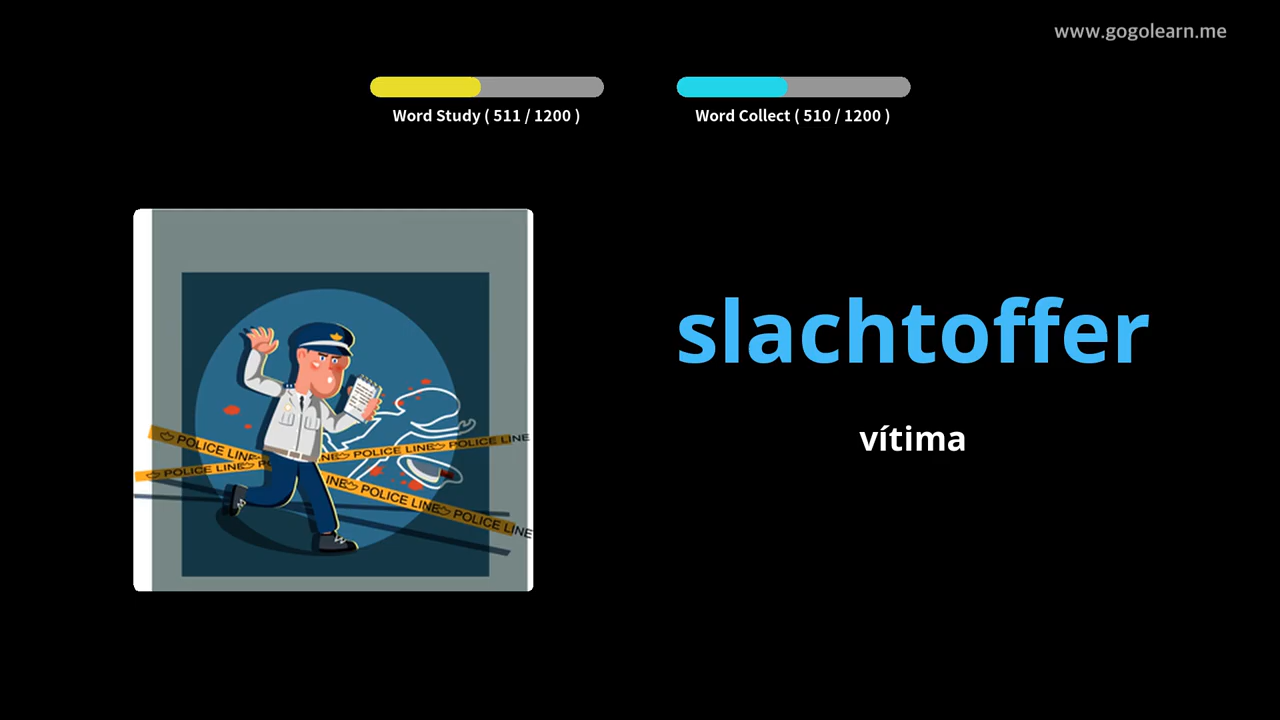 www.gogolearn.me
Word Study ( 511 / 1200 )
Word Collect ( 510 / 1200 )
slachtoffer
vítima
POLICE LINE
POLICE LINE
POLICE LINE
POLICE LINE
POLICE LINE